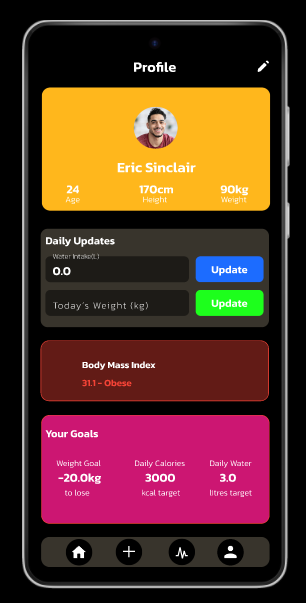 Profile
Eric Sinclair
24 170cm 90kg
Age Height Weight
Daily Updates
Water Intake(L)
0.0 Update
Today's Weight (kg) Update
Body Mass Index
31.1 - Obese
Your Goals
Weight Goal Daily Calories Daily Water
-20.0kg 3000 3.0
to lose kcal target litres target